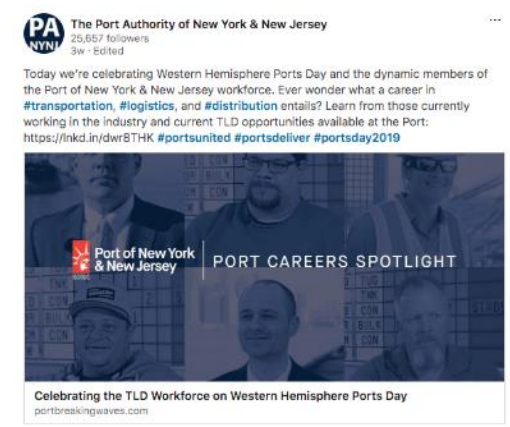 The Port Authority of New York & New Jersey
PA
NYNJ
25,657 followers
3w · Edited
Today we're celebrating Western Hemisphere Ports Day and the dynamic members of
the Port of New York & New Jersey workforce. Ever wonder what a career in
#transportation, #logistics, and #distribution entails? Learn from those currently
working in the industry and current TLD opportunities available at the Port:
https://lnkd.in/dwr8THK #portsunited #portsdeliver #portsday2019
Port of New York
& New Jersey
PORT CAREERS SPOTLIGHT
Celebrating the TLD Workforce on Western Hemisphere Ports Day
portbreakingwaves.com